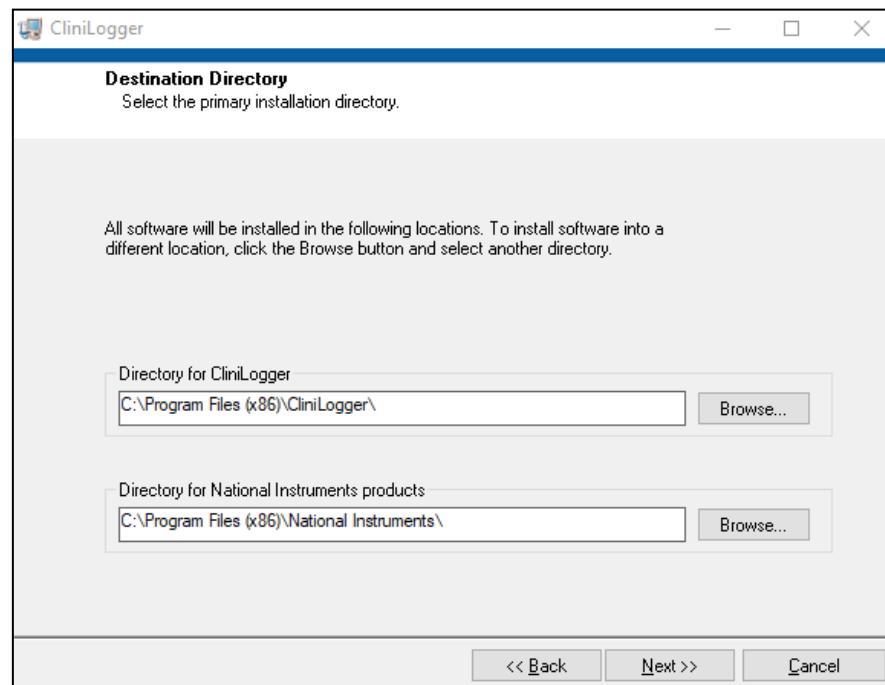 CliniLogger
Destination Directory
Select the primary installation directory.
All software will be installed in the following locations. To install software into a
different location, click the Browse button and select another directory.
Directory for CliniLogger
C:\Program Files (x86)\CliniLogger\
Browse...
Directory for National Instruments products
C:\Program Files (x86)\National Instruments\
Browse...
<< Back
Next >>
Cancel